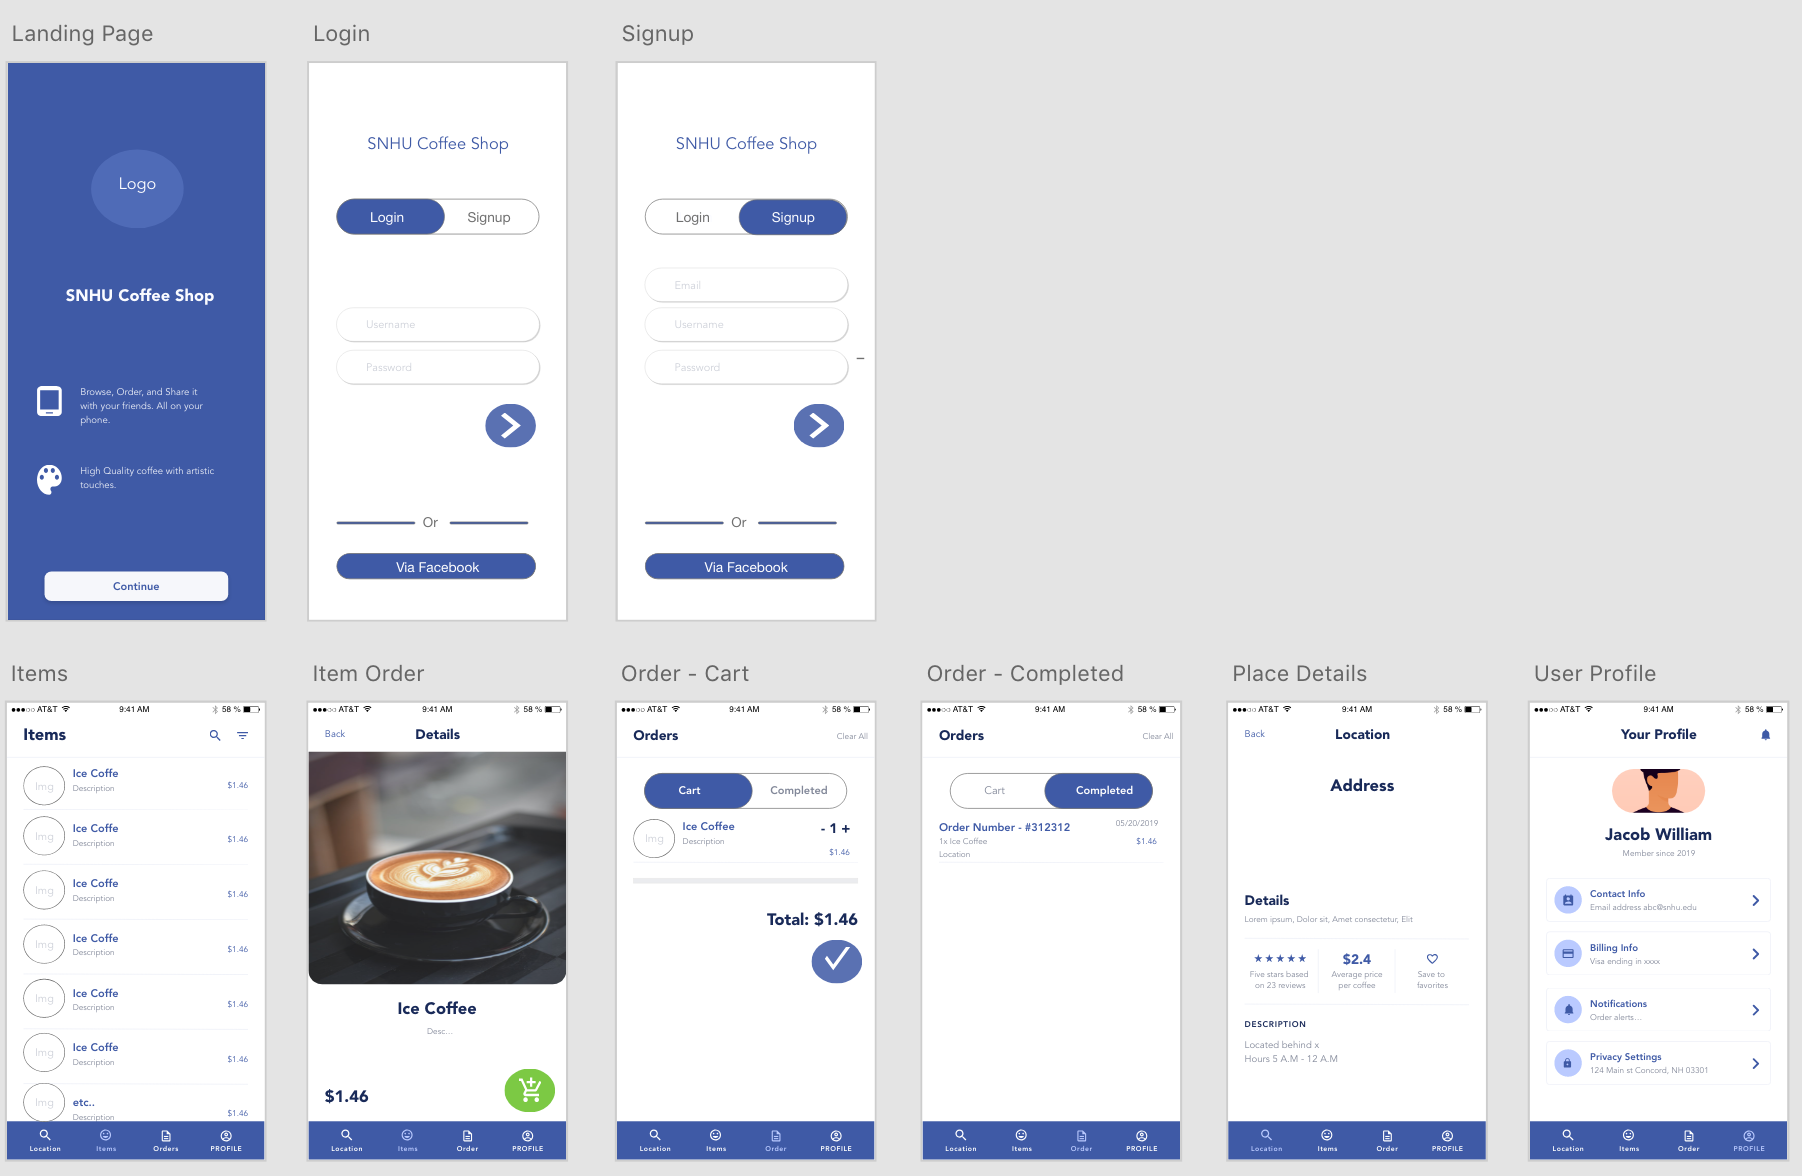 Landing Page
Logo
SNHU Coffee Shop
Browse, Order, and Share it
with your friends. All on your
phone.
High Quality coffee with artistic
touches.
Continue
Login
SNHU Coffee Shop
Login Signup
Username
Password
Or
Via Facebook
Signup
SNHU Coffee Shop
Login Signup
Email
Username
Password
Or
Via Facebook
Items
AT&T 9:41 AM 58 %
Items
Ice Coffe
Description
$1.46
Img
Ice Coffe
Description
$1.46
Img
Ice Coffe
Description
$1.46
Img
Ice Coffe
Description
$1.46
Img
Ice Coffe
Description
$1.46
Img
Ice Coffe
Description
$1.46
Img
etc..
Description
$1.46
Img
Location Items Orders PROFILE
Item Order
AT&T 9:41 AM 58 %
Back Details
Ice Coffee
Desc...
$1.46
Location Items Order PROFILE
Order - Cart
AT&T 9:41 AM 58 %
Orders Clear All
Cart Completed
Img
Ice Coffee - 1 +
Description
$1.46
Total: $1.46
Location Items Order PROFILE
Order - Completed
AT&T 9:41 AM 58 %
Orders Clear All
Cart Completed
Order Number - #312312 05/20/2019
1x Ice Coffee $1.46
Location
Location Items Order PROFILE
Place Details
AT&T 9:41 AM 58 %
Back Location
Address
Details
Lorem ipsum, Dolor sit, Amet consectetur, Elit
Five stars based
on 23 reviews
$2.4
Average price
per coffee
Save to
favorites
DESCRIPTION
Located behind x
Hours 5 A.M - 12 A.M
Location Items Order PROFILE
User Profile
AT&T 9:41 AM 58 %
Your Profile
Jacob William
Member since 2019
Contact Info
Email address abc@snhu.edu
Billing Info
Visa ending in xxxx
Notifications
Order alerts...
Privacy Settings
124 Main st Concord, NH 03301
Location Items Order PROFILE